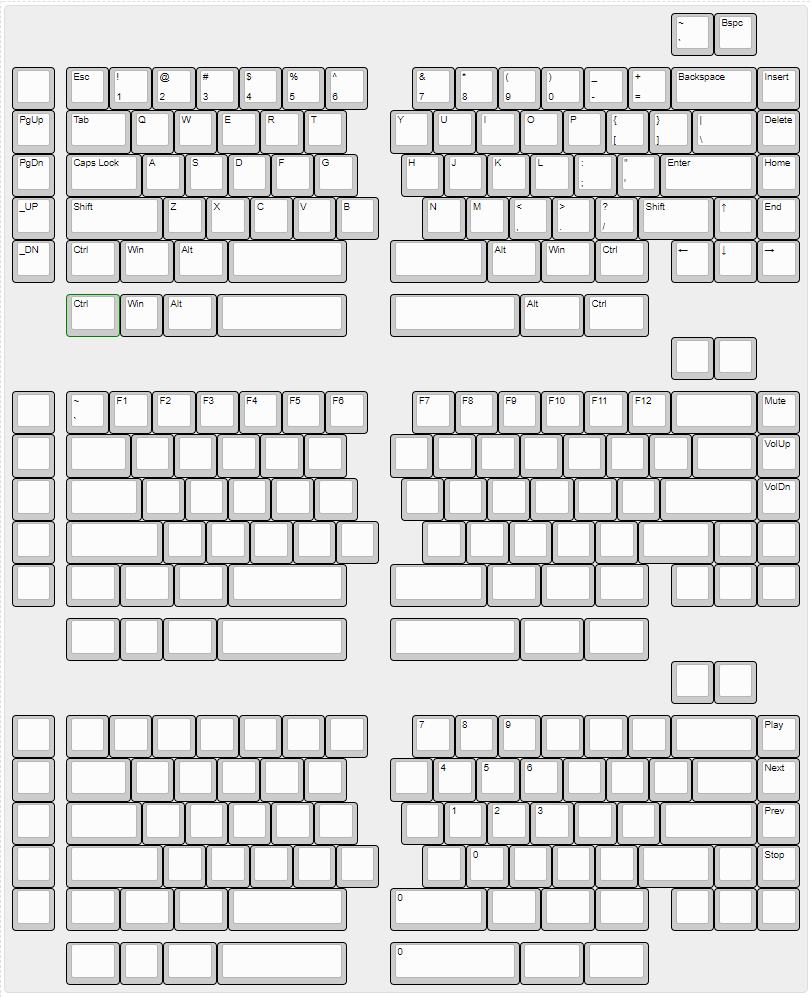 ~ Bspc
`
Esc ! @ # $ % ^ & * ( ) _ + Backspace Insert
1 2 3 4 5 6 7 8 9 0 - =
PgUp Tab Q W E R T Y U I O P { } | Delete
[ ] \
PgDn Caps Lock A S D F G H J K L : " Enter Home
; '
_UP Shift Z X C V B N M < > ? Shift ↑ End
, . /
_DN Ctrl Win Alt Alt Win Ctrl ← ↓ →
Ctrl Win Alt Alt Ctrl
~ F1 F2 F3 F4 F5 F6 F7 F8 F9 F10 F11 F12 Mute
`
VolUp
VolDn
7 8 9 Play
4 5 6 Next
1 2 3 Prev
0 Stop
0
0